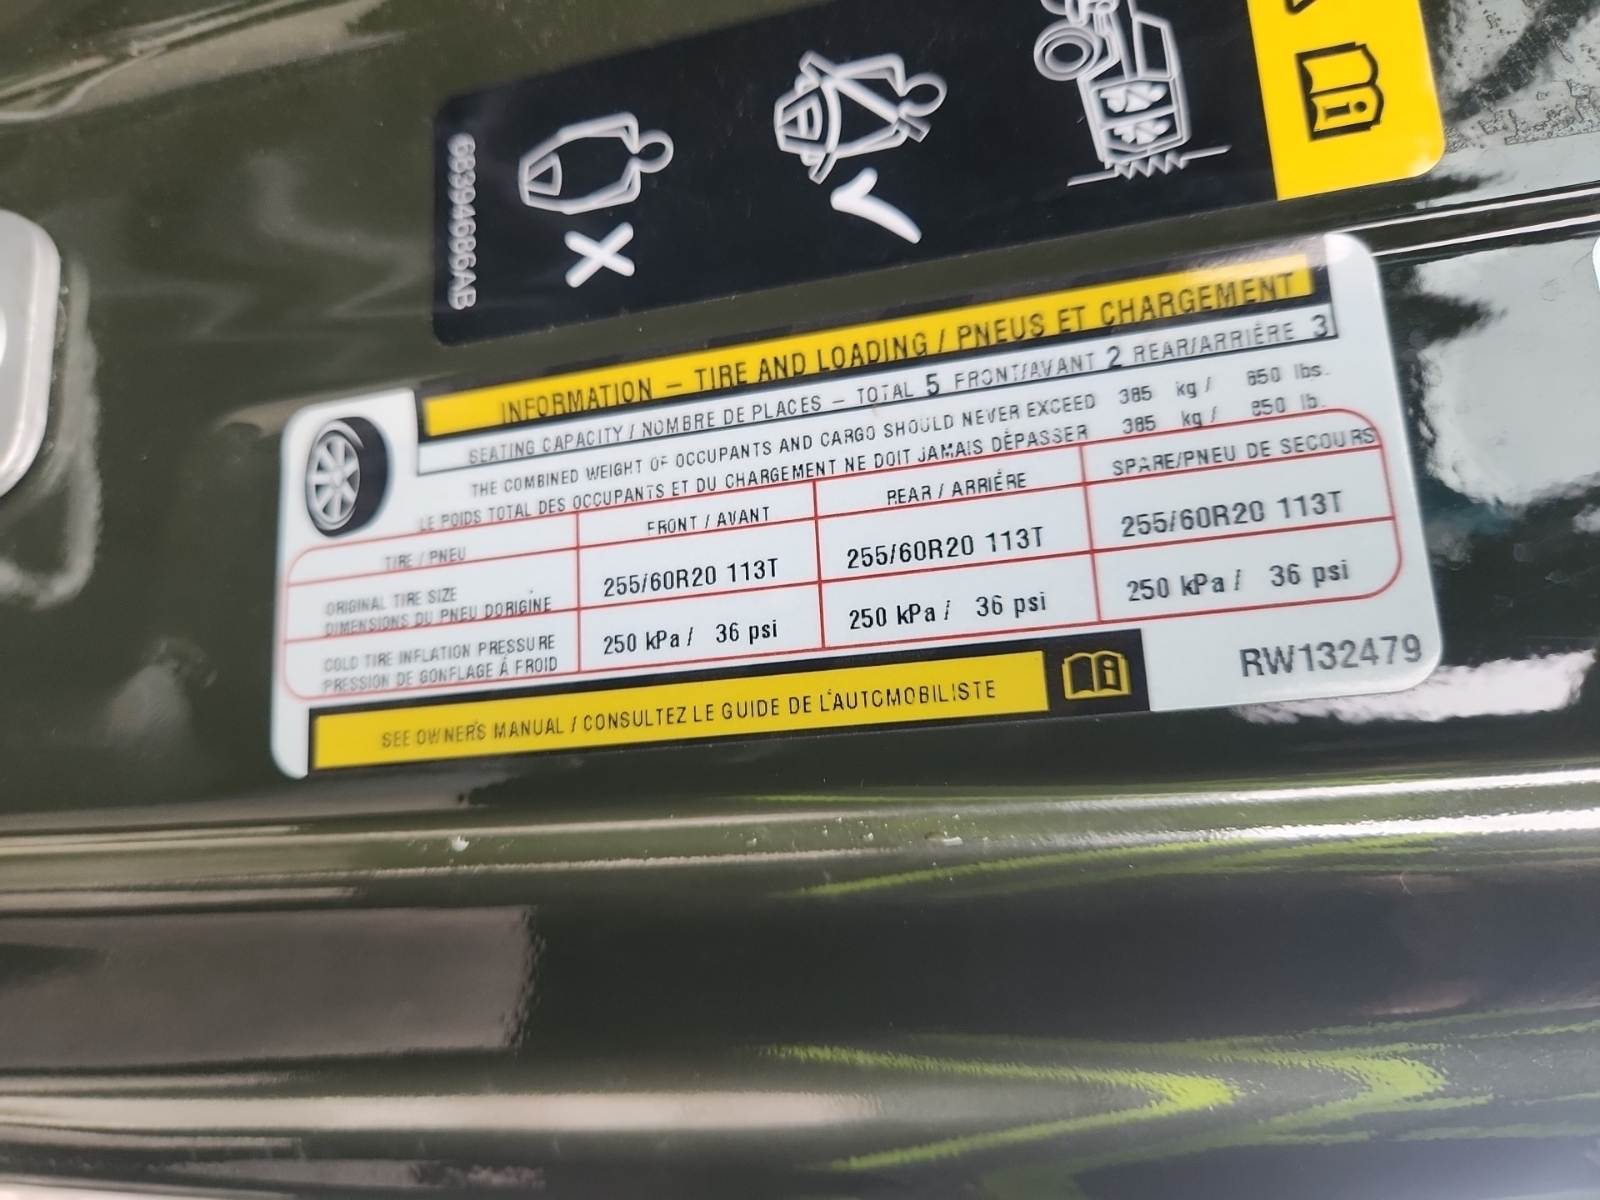 68394686AB
INFORMATION – TIRE AND LOADING / PNEUS ET CHARGEMENT
SEATING CAPACITY / NOMBRE DE PLACES – TOTAL 5 FRONT/AVANT 2 REAR/ARRIÈRE 3
THE COMBINED WEIGHT OF OCCUPANTS AND CARGO SHOULD NEVER EXCEED 385 kg / 850 lbs.
LE POIDS TOTAL DES OCCUPANTS ET DU CHARGEMENT NE DOIT JAMAIS DÉPASSER 385 kg / 850 lb.
TIRE / PNEU FRONT / AVANT REAR / ARRIÈRE SPARE/PNEU DE SECOURS
ORIGINAL TIRE SIZE
DIMENSIONS DU PNEU D'ORIGINE 255/60R20 113T 255/60R20 113T 255/60R20 113T
COLD TIRE INFLATION PRESSURE
PRESSION DE GONFLAGE À FROID 250 kPa / 36 psi 250 kPa / 36 psi 250 kPa / 36 psi
SEE OWNER'S MANUAL / CONSULTEZ LE GUIDE DE L'AUTOMOBILISTE
RW132479